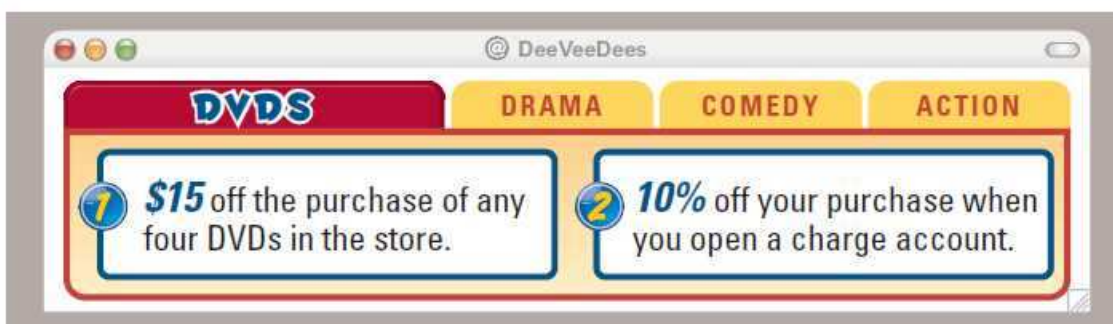 @ DeeVeeDees
DVDS
DRAMA
COMEDY
ACTION
1
$15 off the purchase of any
four DVDs in the store.
2
10% off your purchase when
you open a charge account.